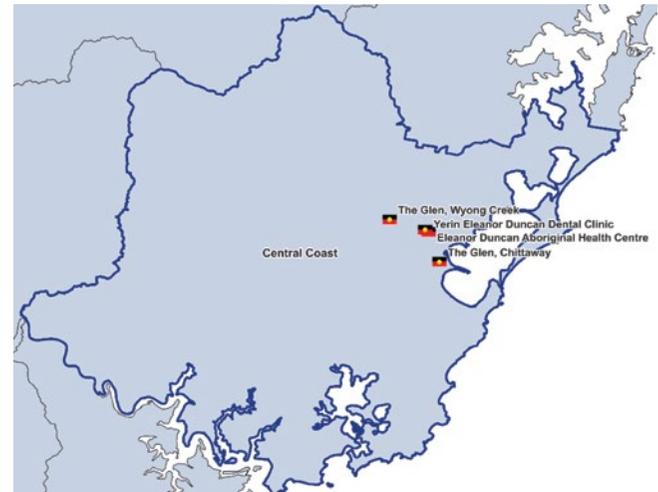 The Glen, Wyong Creek
Yerin Eleanor Duncan Dental Clinic
Eleanor Duncan Aboriginal Health Centre
The Glen, Chittaway
Central Coast